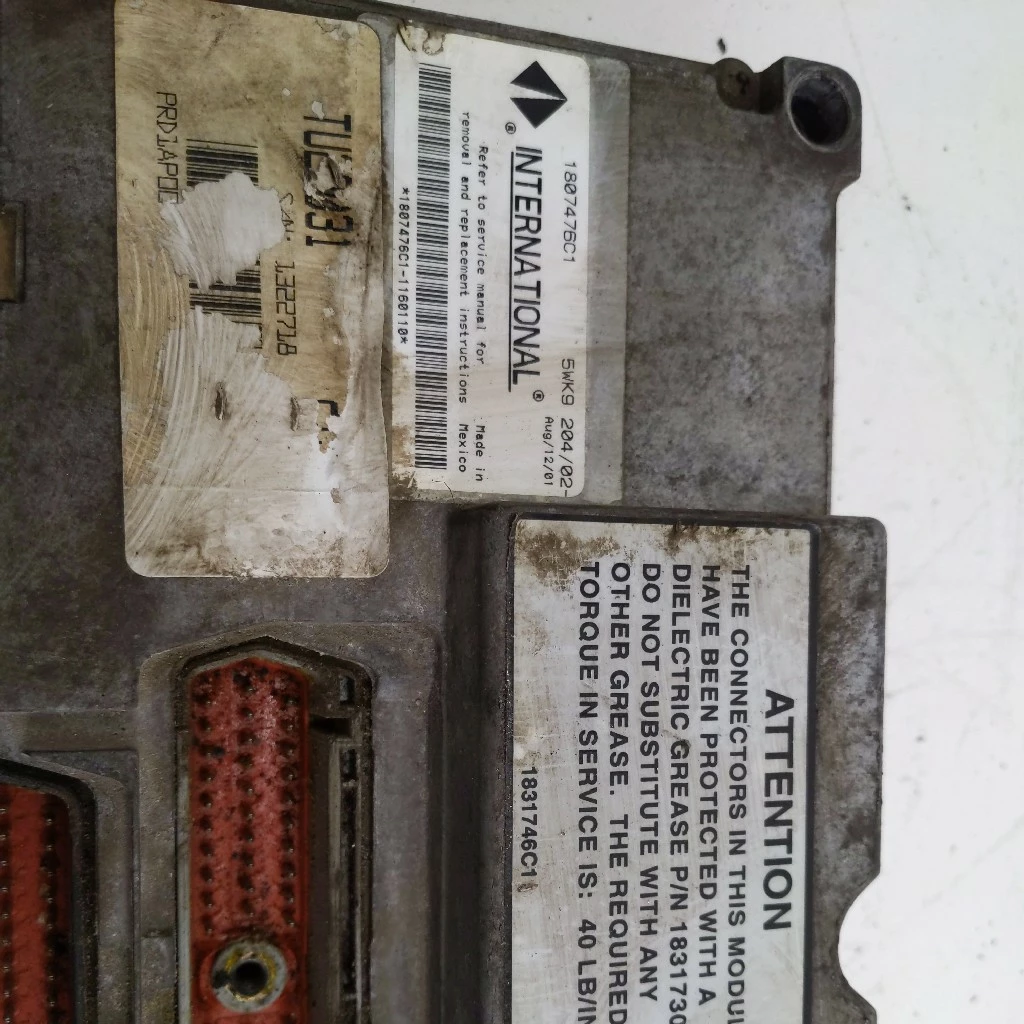 1807476C1 5WK9 204/02-
Aug/12/01
® INTERNATIONAL ®
Refer to service manual for Made in
removal and replacement instructions Mexico
*1807476C1-1160110*
S/N: 1322718
PRD1APCI
ATTENTION
THE CONNECTORS IN THIS MODUL
HAVE BEEN PROTECTED WITH A
DIELECTRIC GREASE P/N 183173
DO NOT SUBSTITUTE WITH ANY
OTHER GREASE. THE REQUIRED
TORQUE IN SERVICE IS: 40 LB/IN
1831746C1